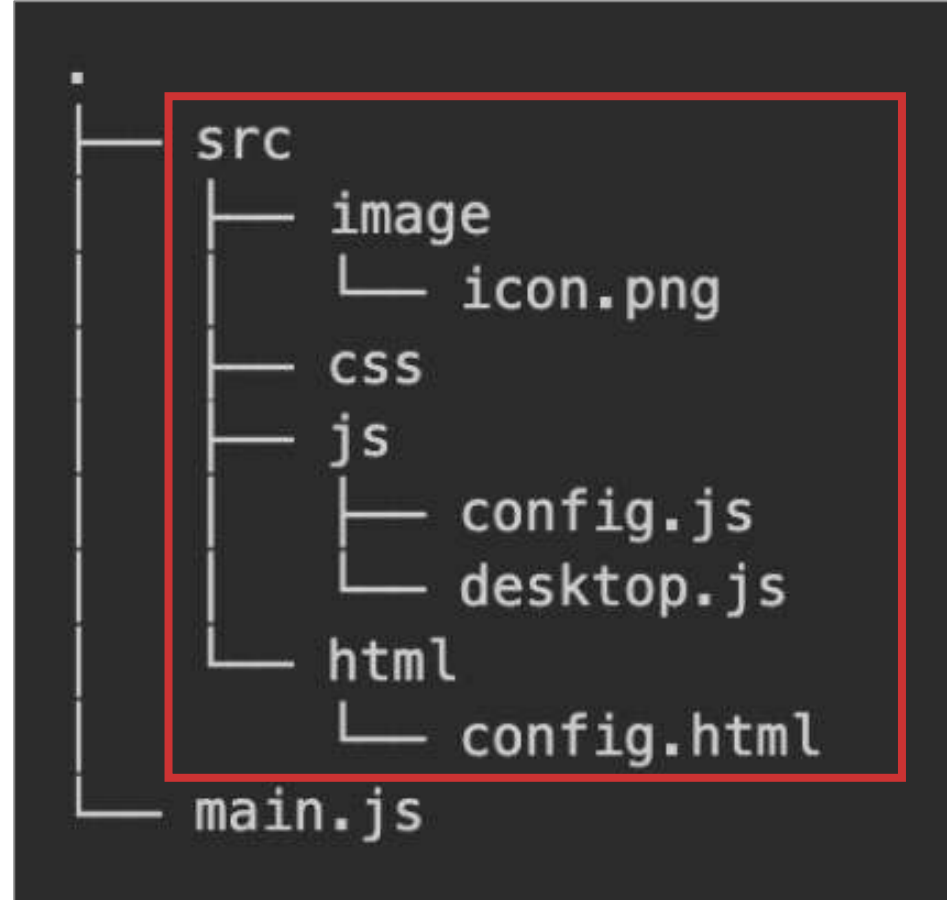 .
├── src
│   ├── image
│   │   └── icon.png
│   ├── css
│   ├── js
│   │   ├── config.js
│   │   └── desktop.js
│   └── html
│       └── config.html
└── main.js